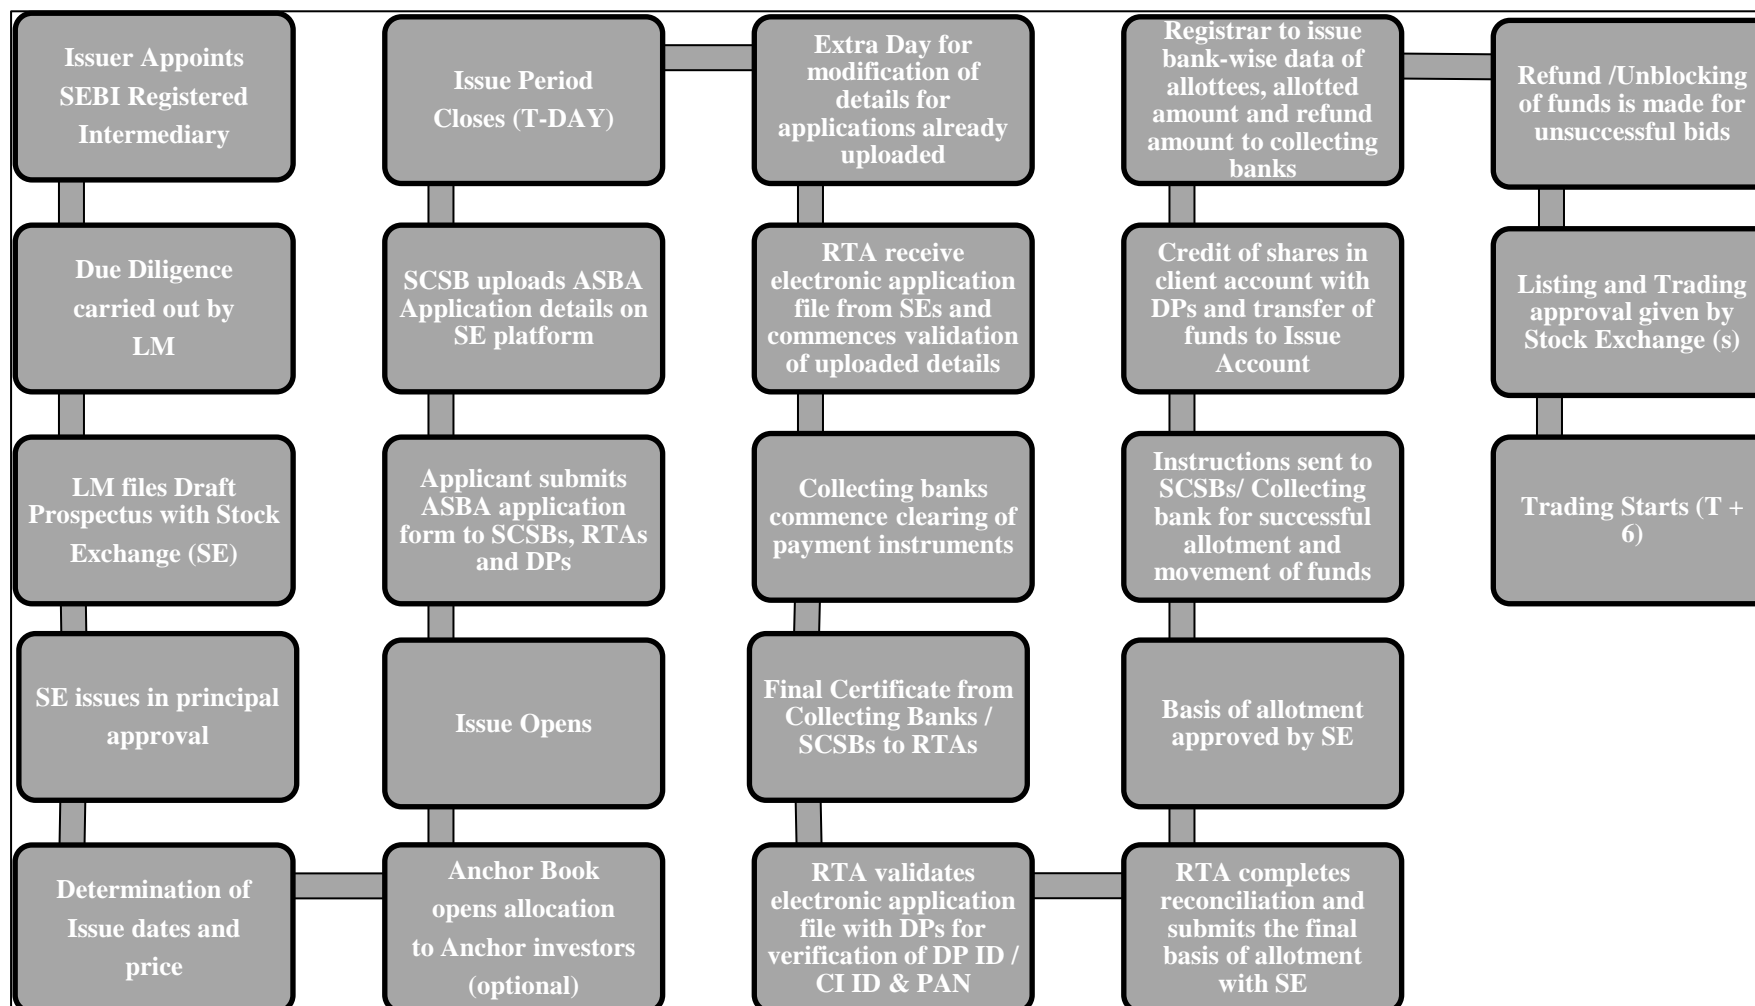 Issuer Appoints
SEBI Registered
Intermediary
Due Diligence
carried out by
LM
LM files Draft
Prospectus with Stock
Exchange (SE)
SE issues in principal
approval
Determination of
Issue dates and
price
Anchor Book
opens allocation
to Anchor investors
(optional)
Issue Opens
Applicant submits
ASBA application
form to SCSBs, RTAs
and DPs
SCSB uploads ASBA
Application details on
SE platform
Issue Period
Closes (T-DAY)
Extra Day for
modification of
details for
applications already
uploaded
RTA receive
electronic application
file from SEs and
commences validation
of uploaded details
Collecting banks
commence clearing of
payment instruments
Final Certificate from
Collecting Banks /
SCSBs to RTAs
RTA validates
electronic application
file with DPs for
verification of DP ID /
CI ID & PAN
RTA completes
reconciliation and
submits the final
basis of allotment
with SE
Basis of allotment
approved by SE
Instructions sent to
SCSBs/ Collecting
bank for successful
allotment and
movement of funds
Credit of shares in
client account with
DPs and transfer of
funds to Issue
Account
Registrar to issue
bank-wise data of
allottees, allotted
amount and refund
amount to collecting
banks
Refund /Unblocking
of funds is made for
unsuccessful bids
Listing and Trading
approval given by
Stock Exchange (s)
Trading Starts (T +
6)